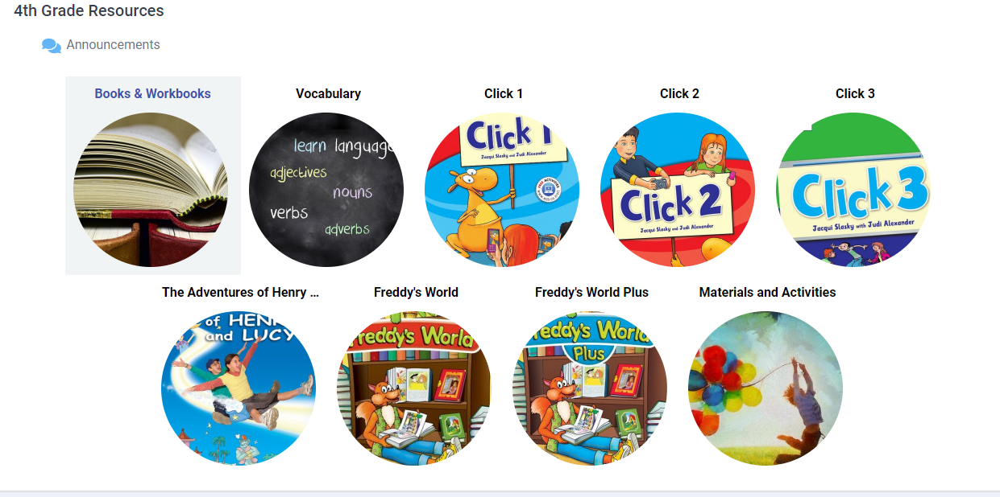 4th Grade Resources
Announcements
Books & Workbooks
Vocabulary
Click 1
Click 2
Click 3
learn language
adjectives
nouns
verbs
adverbs
Click 1
Jacqui Slasky and Judi Alexander
Click 2
Jacqui Slasky and Judi Alexander
Click 3
Jacqui Slasky with Judi Alexander
The Adventures of Henry ...
Freddy's World
Freddy's World Plus
Materials and Activities
of HENR
and LUCY
reddy's World
eddy's World
Plus